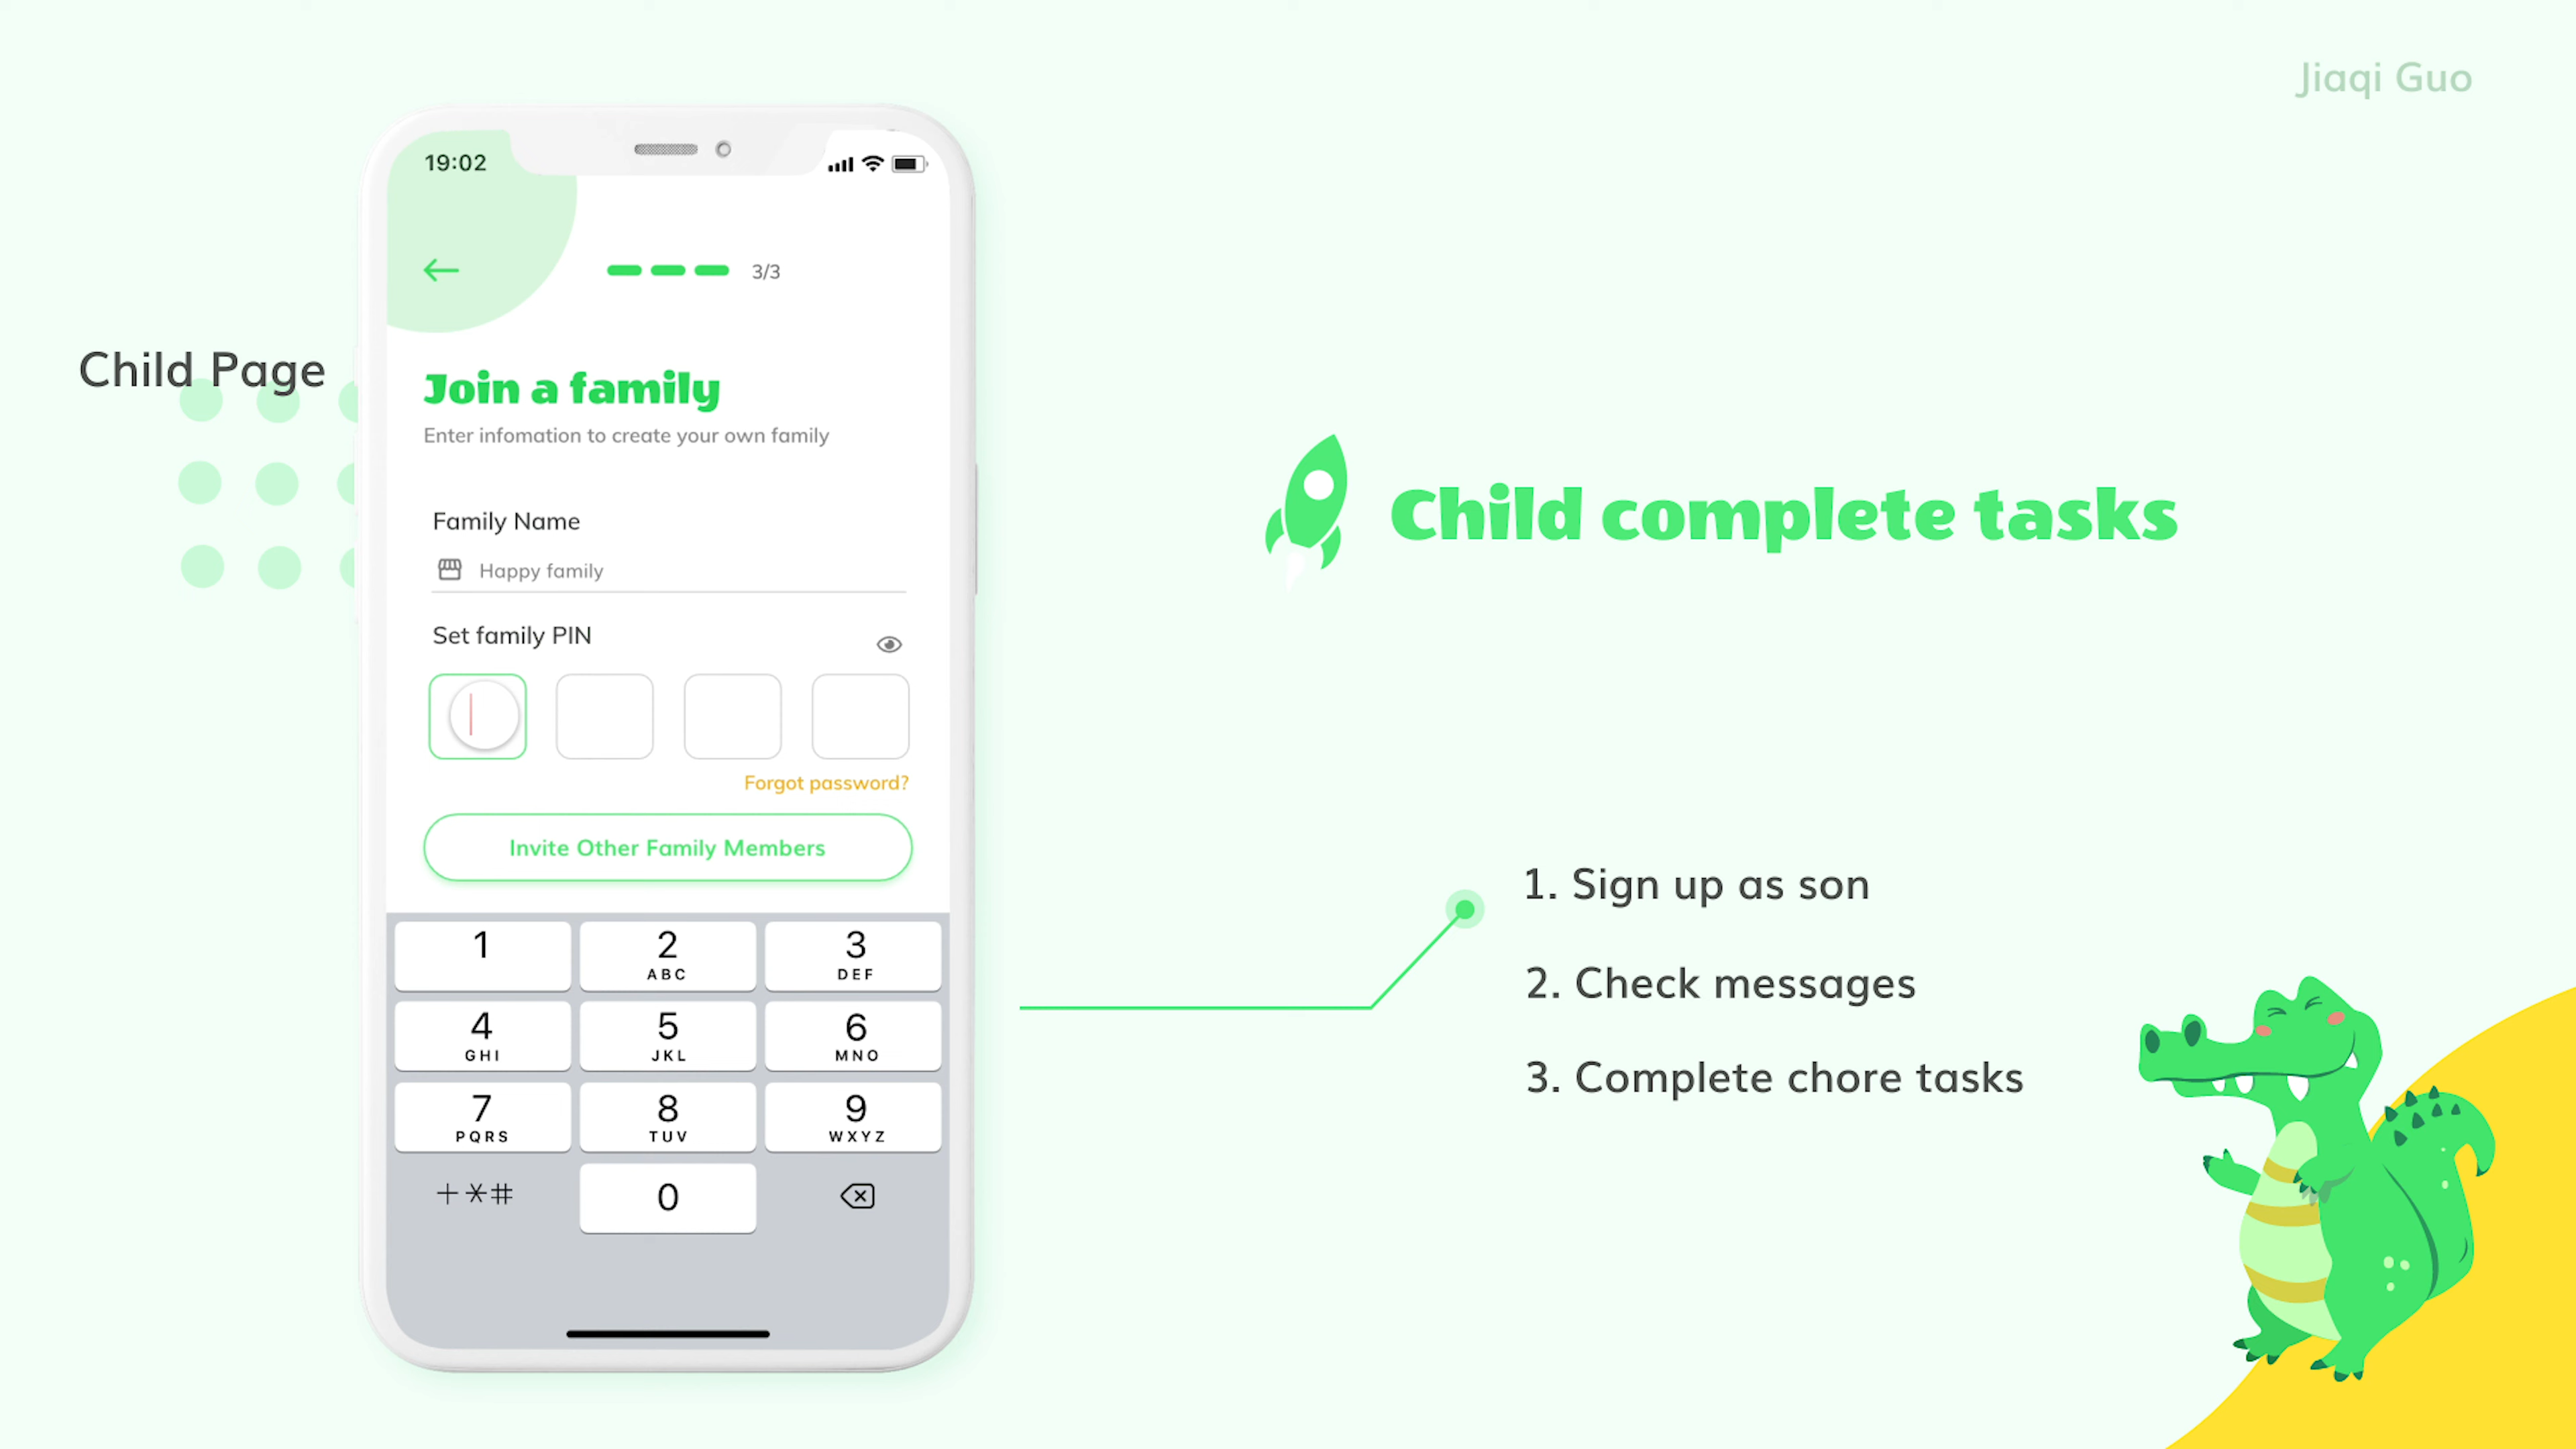 Jiaqi Guo
Child Page
19:02
3/3
Join a family
Enter infomation to create your own family
Family Name
Happy family
Set family PIN
Forgot password?
Invite Other Family Members
1
2
ABC
3
DEF
4
GHI
5
JKL
6
MNO
7
PQRS
8
TUV
9
WXYZ
+*#
0
Child complete tasks
1. Sign up as son
2. Check messages
3. Complete chore tasks